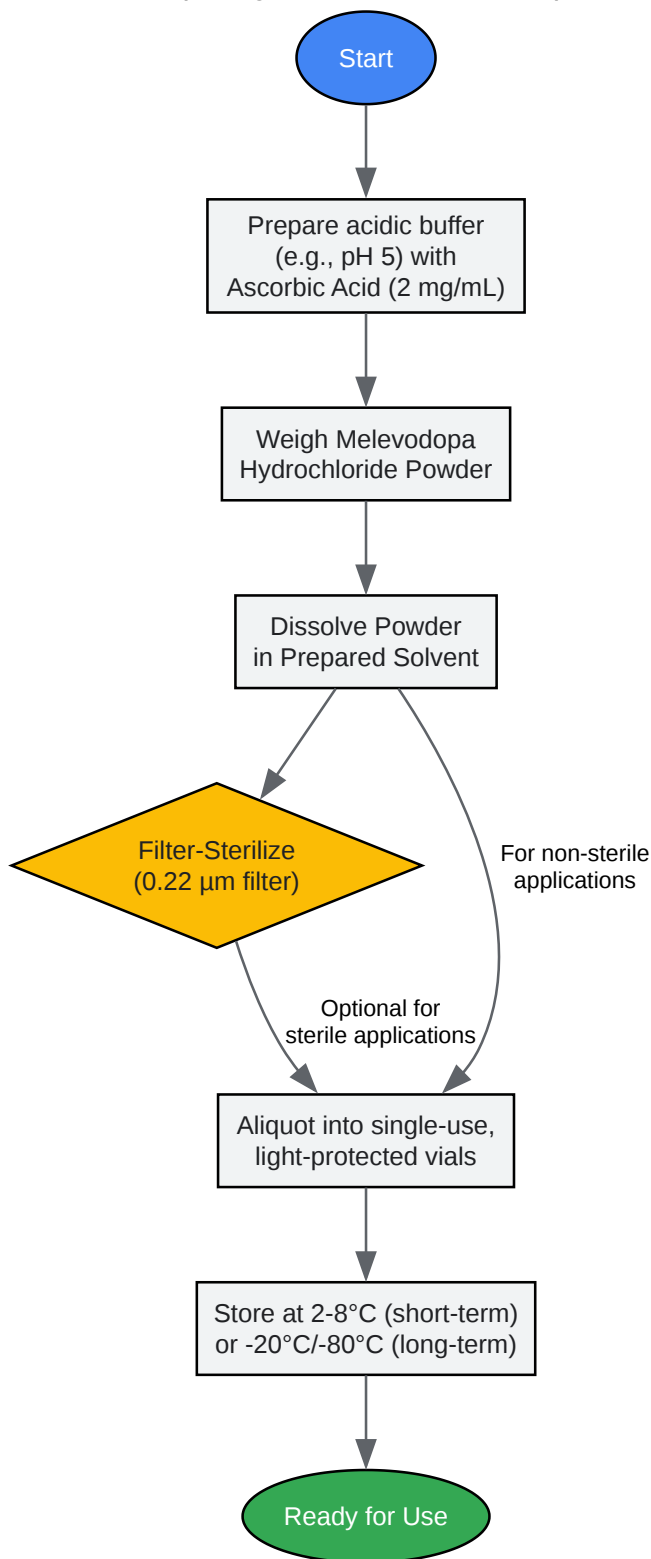 Start
Prepare acidic buffer
(e.g., pH 5) with
Ascorbic Acid (2 mg/mL)
Weigh Melevodopa
Hydrochloride Powder
Dissolve Powder
in Prepared Solvent
Filter-Sterilize
(0.22 µm filter)
For non-sterile
applications
Optional for
sterile applications
Aliquot into single-use,
light-protected vials
Store at 2-8°C (short-term)
or -20°C/-80°C (long-term)
Ready for Use